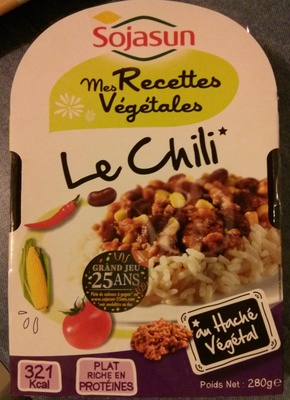 Sojasun
Mes Recettes
Végétales
Le Chili*
GRAND JEU
25 ANS
au Haché
Végétal
321
Kcal
PLAT
RICHE EN
PROTÉINES
Poids Net : 280g e